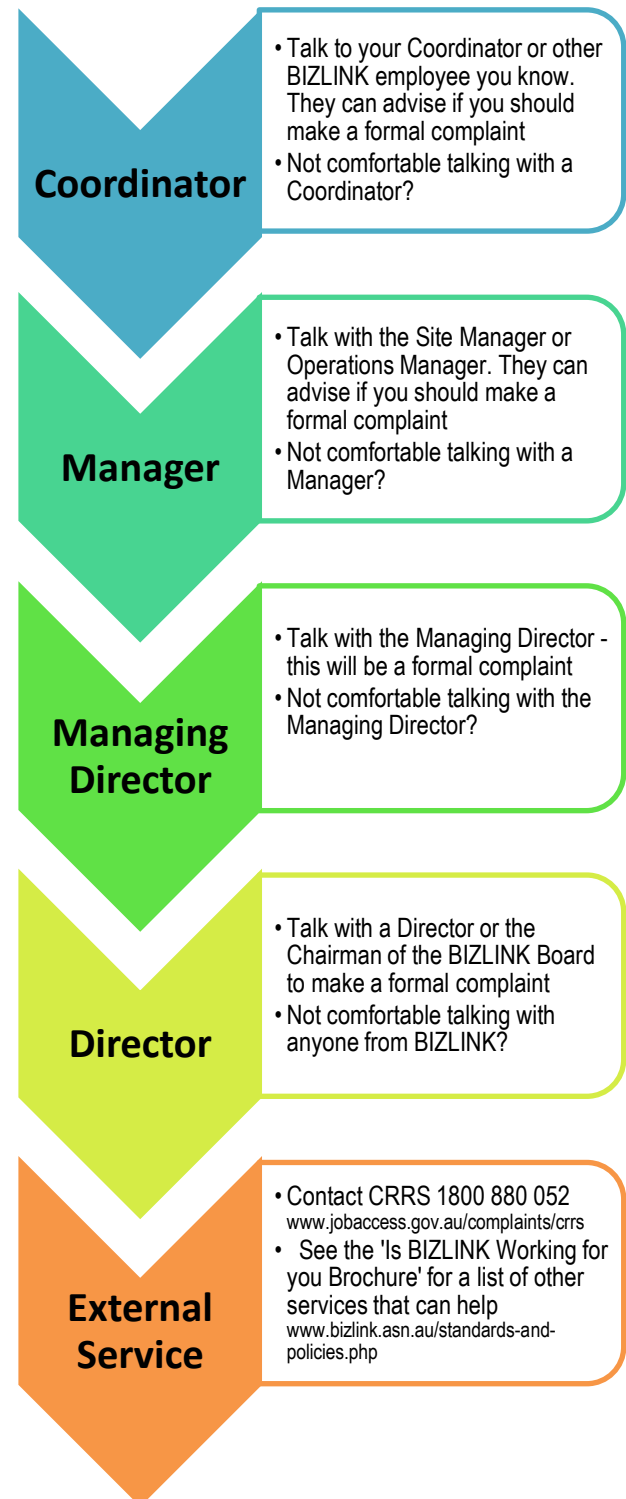 Coordinator
• Talk to your Coordinator or other
BIZLINK employee you know.
They can advise if you should
make a formal complaint
• Not comfortable talking with a
Coordinator?
Manager
• Talk with the Site Manager or
Operations Manager. They can
advise if you should make a
formal complaint
• Not comfortable talking with a
Manager?
Managing
Director
• Talk with the Managing Director -
this will be a formal complaint
• Not comfortable talking with the
Managing Director?
Director
• Talk with a Director or the
Chairman of the BIZLINK Board
to make a formal complaint
• Not comfortable talking with
anyone from BIZLINK?
External
Service
• Contact CRRS 1800 880 052
www.jobaccess.gov.au/complaints/crrs
• See the 'Is BIZLINK Working for
you Brochure' for a list of other
services that can help
www.bizlink.asn.au/standards-and-
policies.php